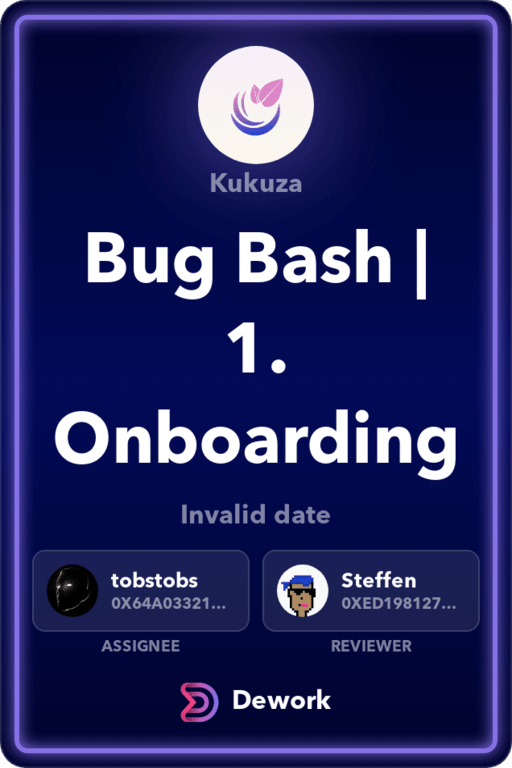 Kukuza
Bug Bash |
1.
Onboarding
Invalid date
tobstobs
0X64A03321...
Steffen
0XED198127...
ASSIGNEE
REVIEWER
Dework